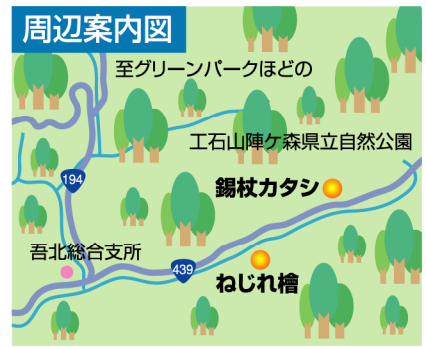 周辺案内図
至グリーンパークほどの
工石山陣ケ森県立自然公園
194
錫杖カタシ
吾北総合支所
439
ねじれ檜